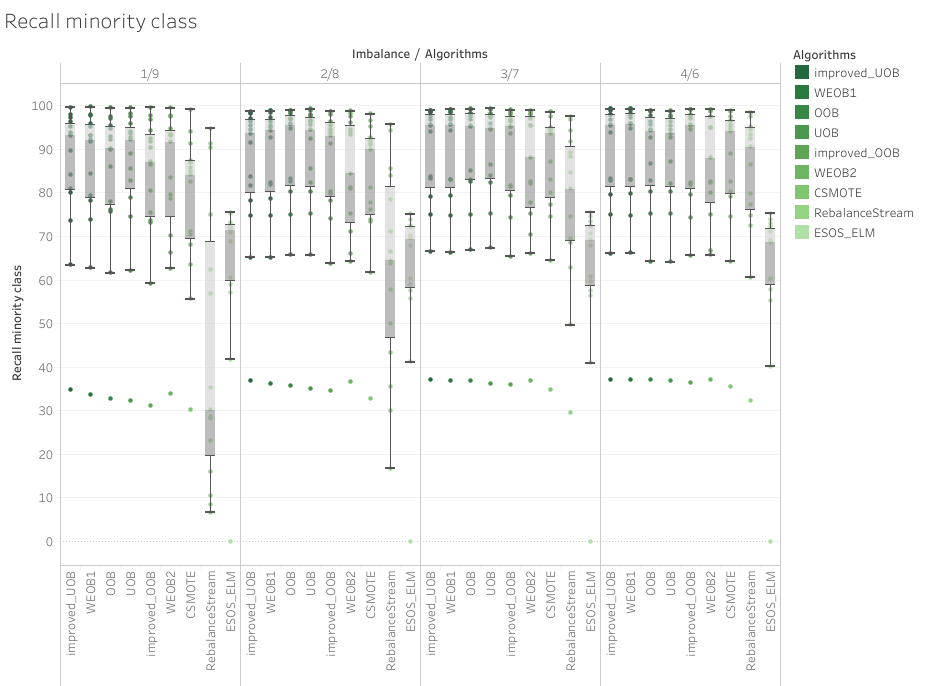 Recall minority class
Imbalance / Algorithms
1/9 2/8 3/7 4/6
Recall minority class
100
90
80
70
60
50
40
30
20
10
0
improved_UOB WEOB1 OOB UOB improved_OOB WEOB2 CSMOTE RebalanceStream ESOS_ELM improved_UOB WEOB1 OOB UOB improved_OOB WEOB2 CSMOTE RebalanceStream ESOS_ELM improved_UOB WEOB1 OOB UOB improved_OOB WEOB2 CSMOTE RebalanceStream ESOS_ELM improved_UOB WEOB1 OOB UOB improved_OOB WEOB2 CSMOTE RebalanceStream ESOS_ELM
Algorithms
improved_UOB
WEOB1
OOB
UOB
improved_OOB
WEOB2
CSMOTE
RebalanceStream
ESOS_ELM